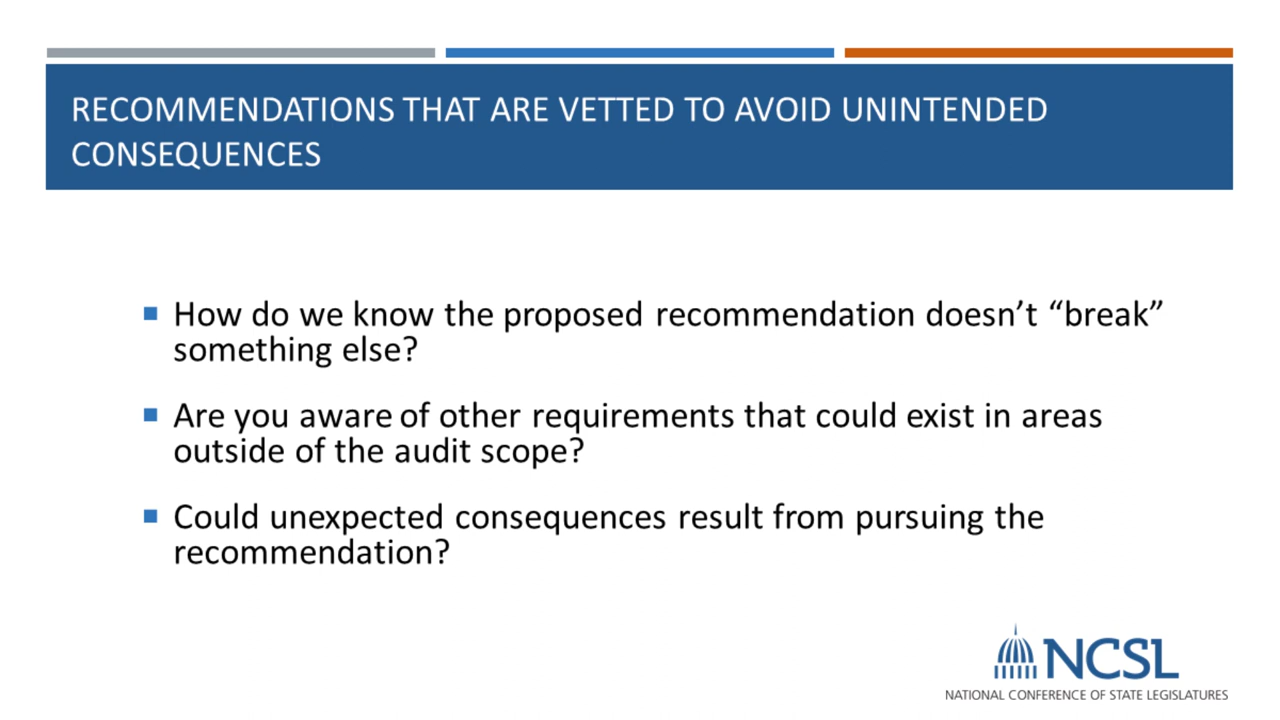 RECOMMENDATIONS THAT ARE VETTED TO AVOID UNINTENDED
CONSEQUENCES
How do we know the proposed recommendation doesn’t “break”
something else?
Are you aware of other requirements that could exist in areas
outside of the audit scope?
Could unexpected consequences result from pursuing the
recommendation?
NCSL
NATIONAL CONFERENCE OF STATE LEGISLATURES